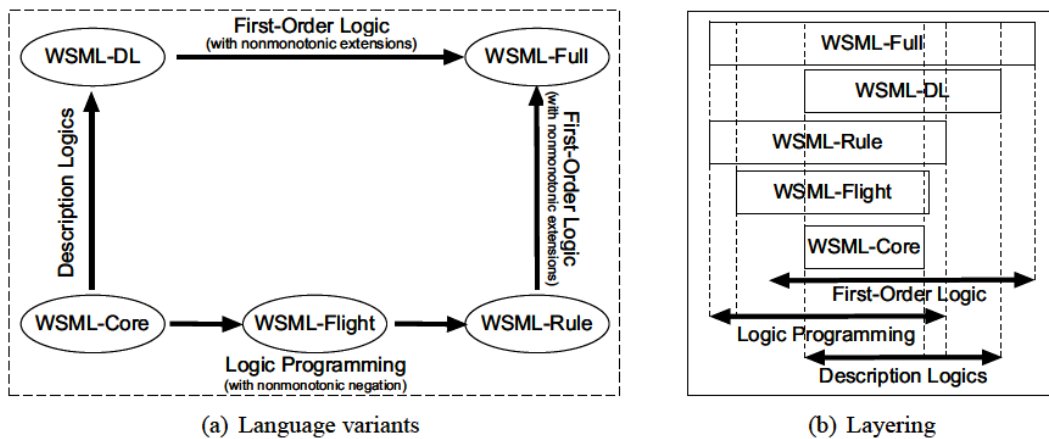 First-Order Logic
(with nonmonotonic extensions)
WSML-DL
WSML-Full
Description Logics
First-Order Logic
(with nonmonotonic extensions)
WSML-Core
WSML-Flight
WSML-Rule
Logic Programming
(with nonmonotonic negation)
(a) Language variants
WSML-Full
WSML-DL
WSML-Rule
WSML-Flight
WSML-Core
First-Order Logic
Logic Programming
Description Logics
(b) Layering